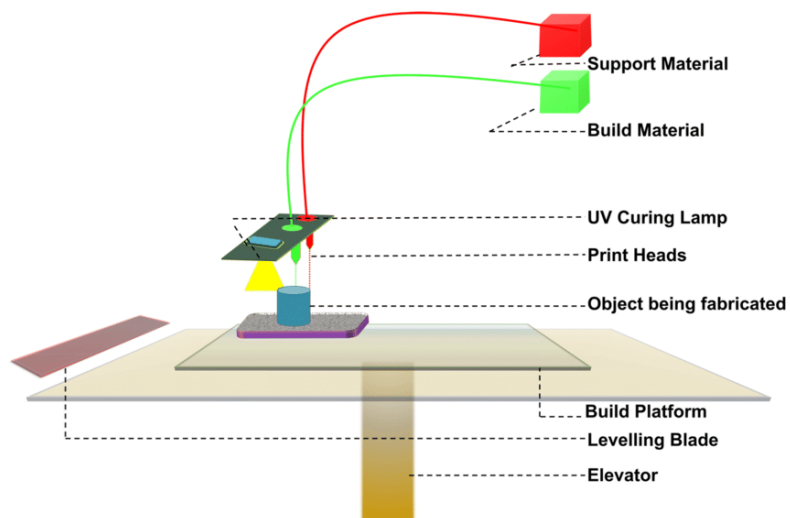 Support Material
Build Material
UV Curing Lamp
Print Heads
Object being fabricated
Build Platform
Levelling Blade
Elevator